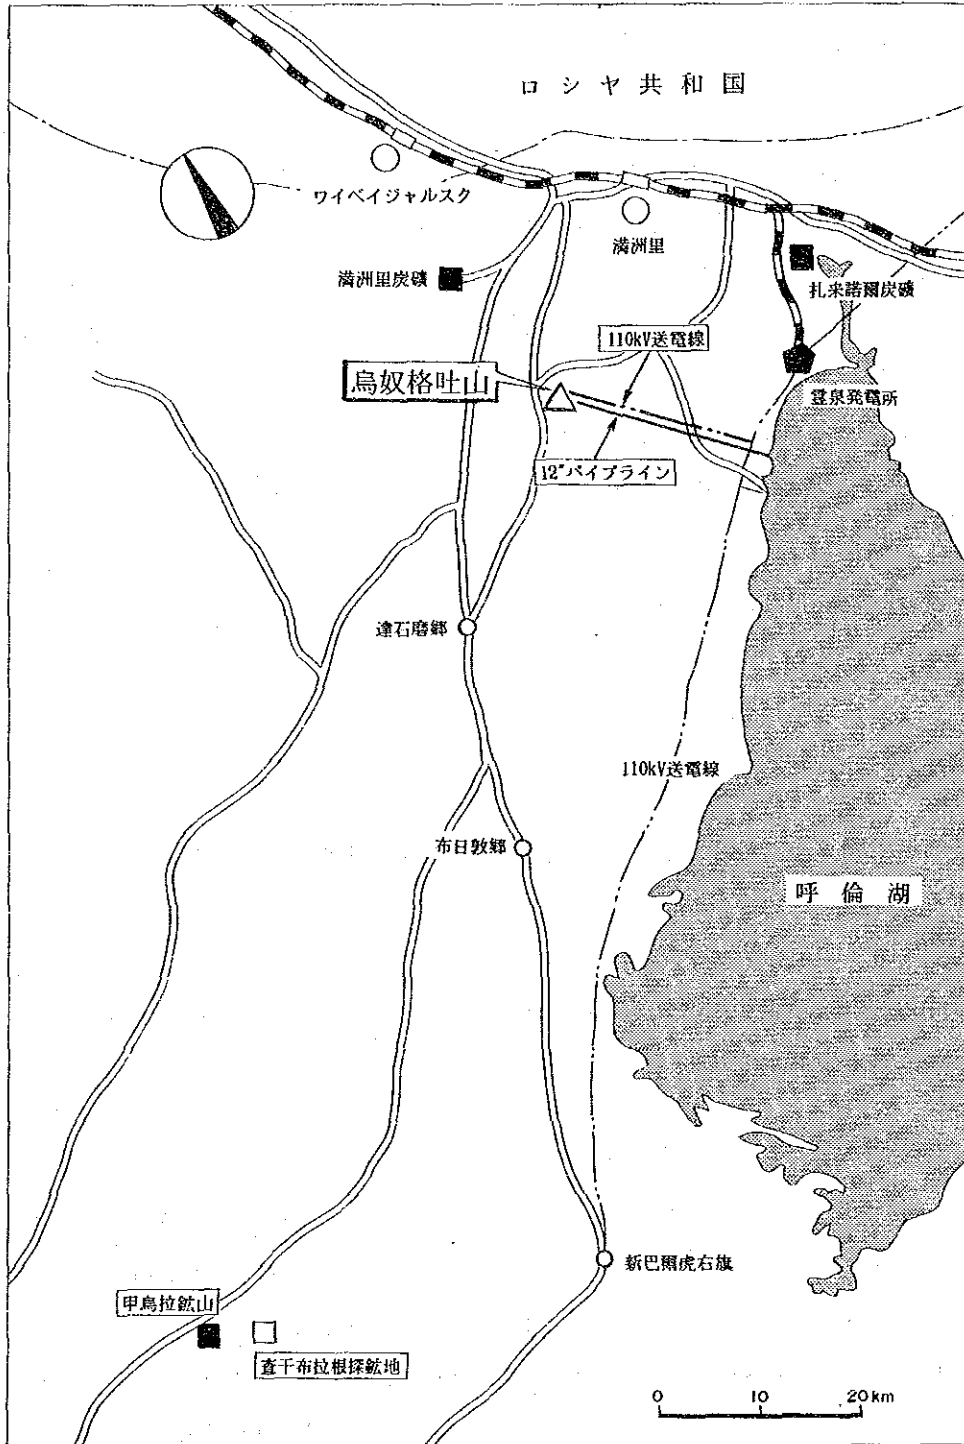 ロシヤ共和国
ワイベイジャルスク
満洲里
満洲里炭礦
扎来諾爾炭礦
110kV送電線
烏奴格吐山
霊泉発電所
12"パイプライン
達石磨郷
110kV送電線
布日敦郷
呼倫湖
新巴爾虎右旗
甲烏拉鉱山
査干布拉根探鉱地
0 10 20km